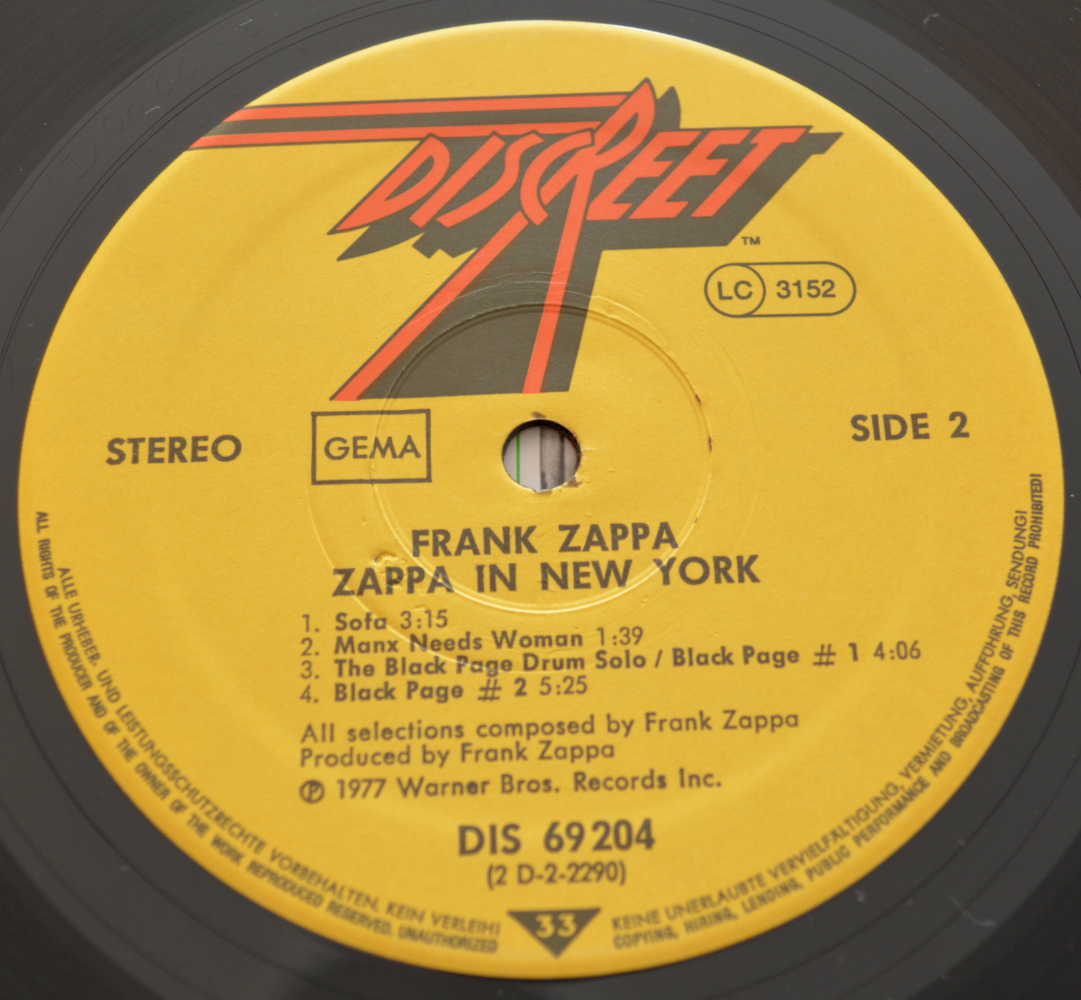 DISCREET
TM
LC 3152
STEREO
GEMA
SIDE 2
FRANK ZAPPA
ZAPPA IN NEW YORK
1. Sofa 3:15
2. Manx Needs Woman 1:39
3. The Black Page Drum Solo / Black Page # 1 4:06
4. Black Page # 2 5:25
All selections composed by Frank Zappa
Produced by Frank Zappa
℗ 1977 Warner Bros. Records Inc.
DIS 69 204
(2 D-2-2290)
33
ALLE URHEBER. UND LEISTUNGSSCHUTZRECHTE VORBEHALTEN. KEIN VERLEIH! KEINE UNERLAUBTE VERVIELFÄLTIGUNG, VERMIETUNG, AUFFÜHRUNG, SENDUNG!
ALL RIGHTS OF THE PRODUCER AND OF THE OWNER OF THE WORK REPRODUCED RESERVED. UNAUTHORIZED COPYING, HIRING, LENDING, PUBLIC PERFORMANCE AND BROADCASTING OF THIS RECORD PROHIBITED!